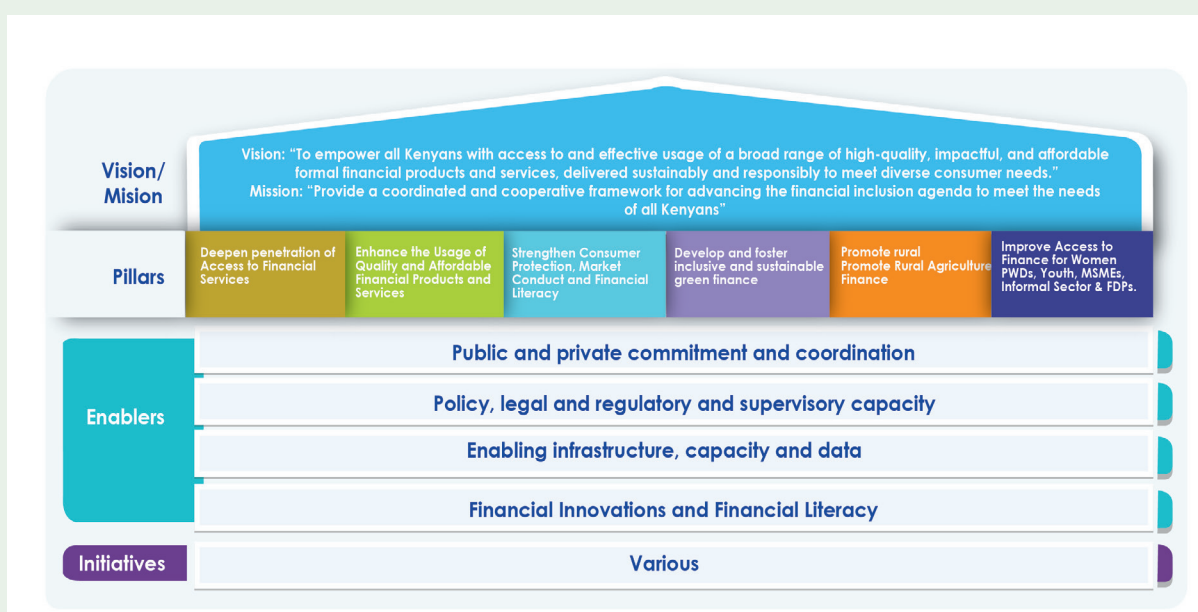 Vision/
Mision
Vision: “To empower all Kenyans with access to and effective usage of a broad range of high-quality, impactful, and affordable
formal financial products and services, delivered sustainably and responsibly to meet diverse consumer needs.”
Mission: “Provide a coordinated and cooperative framework for advancing the financial inclusion agenda to meet the needs
of all Kenyans”
Pillars
Deepen penetration of
Access to Financial
Services
Enhance the Usage of
Quality and Affordable
Financial Products and
Services
Strengthen Consumer
Protection, Market
Conduct and Financial
Literacy
Develop and foster
inclusive and sustainable
green finance
Promote rural
Promote Rural Agriculture
Finance
Improve Access to
Finance for Women
PWDs, Youth, MSMEs,
Informal Sector & FDPs.
Enablers
Public and private commitment and coordination
Policy, legal and regulatory and supervisory capacity
Enabling infrastructure, capacity and data
Financial Innovations and Financial Literacy
Initiatives
Various